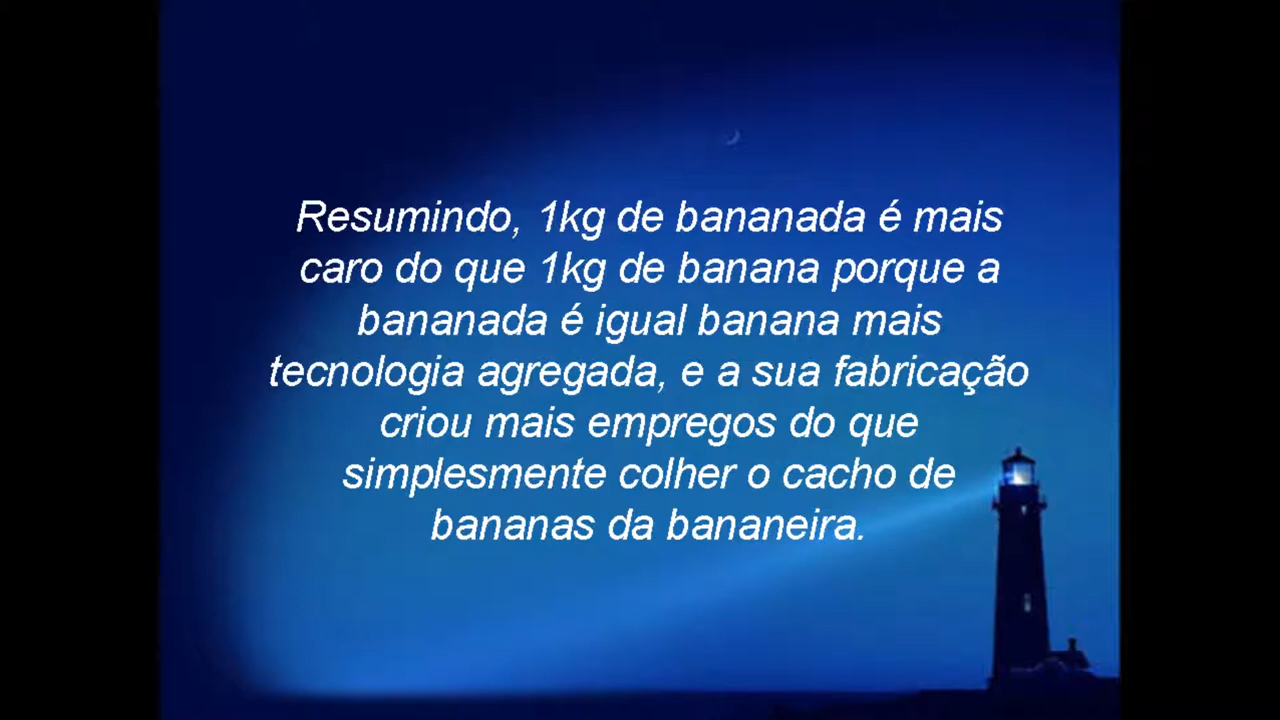 Resumindo, 1kg de bananada é mais
caro do que 1kg de banana porque a
bananada é igual banana mais
tecnologia agregada, e a sua fabricação
criou mais empregos do que
simplesmente colher o cacho de
bananas da bananeira.